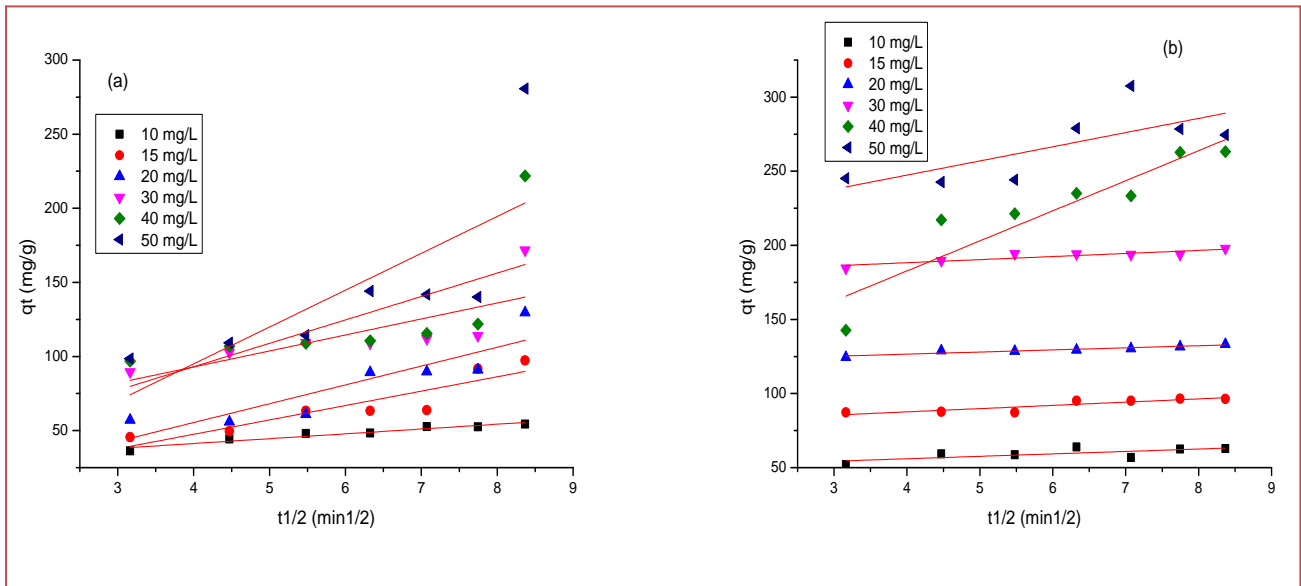 (a)
10 mg/L
15 mg/L
20 mg/L
30 mg/L
40 mg/L
50 mg/L
300
250
200
150
100
50
qt (mg/g)
3 4 5 6 7 8 9
t1/2 (min1/2)
(b)
10 mg/L
15 mg/L
20 mg/L
30 mg/L
40 mg/L
50 mg/L
300
250
200
150
100
50
qt (mg/g)
3 4 5 6 7 8 9
t1/2 (min1/2)